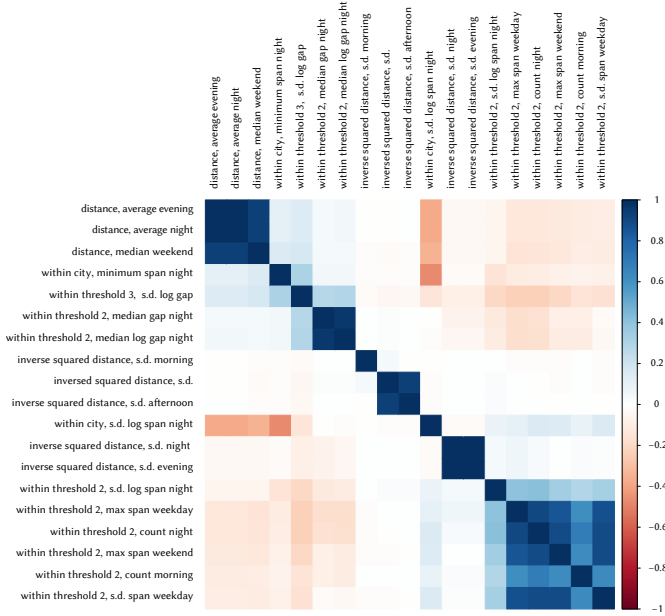 distance, average evening
distance, average night
distance, median weekend
within city, minimum span night
within threshold 3,  s.d. log gap
within threshold 2, median gap night
within threshold 2, median log gap night
inverse squared distance, s.d. morning
inversed squared distance, s.d.
inverse squared distance, s.d. afternoon
within city, s.d. log span night
inverse squared distance, s.d. night
inverse squared distance, s.d. evening
within threshold 2, s.d. log span night
within threshold 2, max span weekday
within threshold 2, count night
within threshold 2, max span weekend
within threshold 2, count morning
within threshold 2, s.d. span weekday
distance, average evening
distance, average night
distance, median weekend
within city, minimum span night
within threshold 3,  s.d. log gap
within threshold 2, median gap night
within threshold 2, median log gap night
inverse squared distance, s.d. morning
inversed squared distance, s.d.
inverse squared distance, s.d. afternoon
within city, s.d. log span night
inverse squared distance, s.d. night
inverse squared distance, s.d. evening
within threshold 2, s.d. log span night
within threshold 2, max span weekday
within threshold 2, count night
within threshold 2, max span weekend
within threshold 2, count morning
within threshold 2, s.d. span weekday
1
0.8
0.6
0.4
0.2
0
−0.2
−0.4
−0.6
−0.8
−1